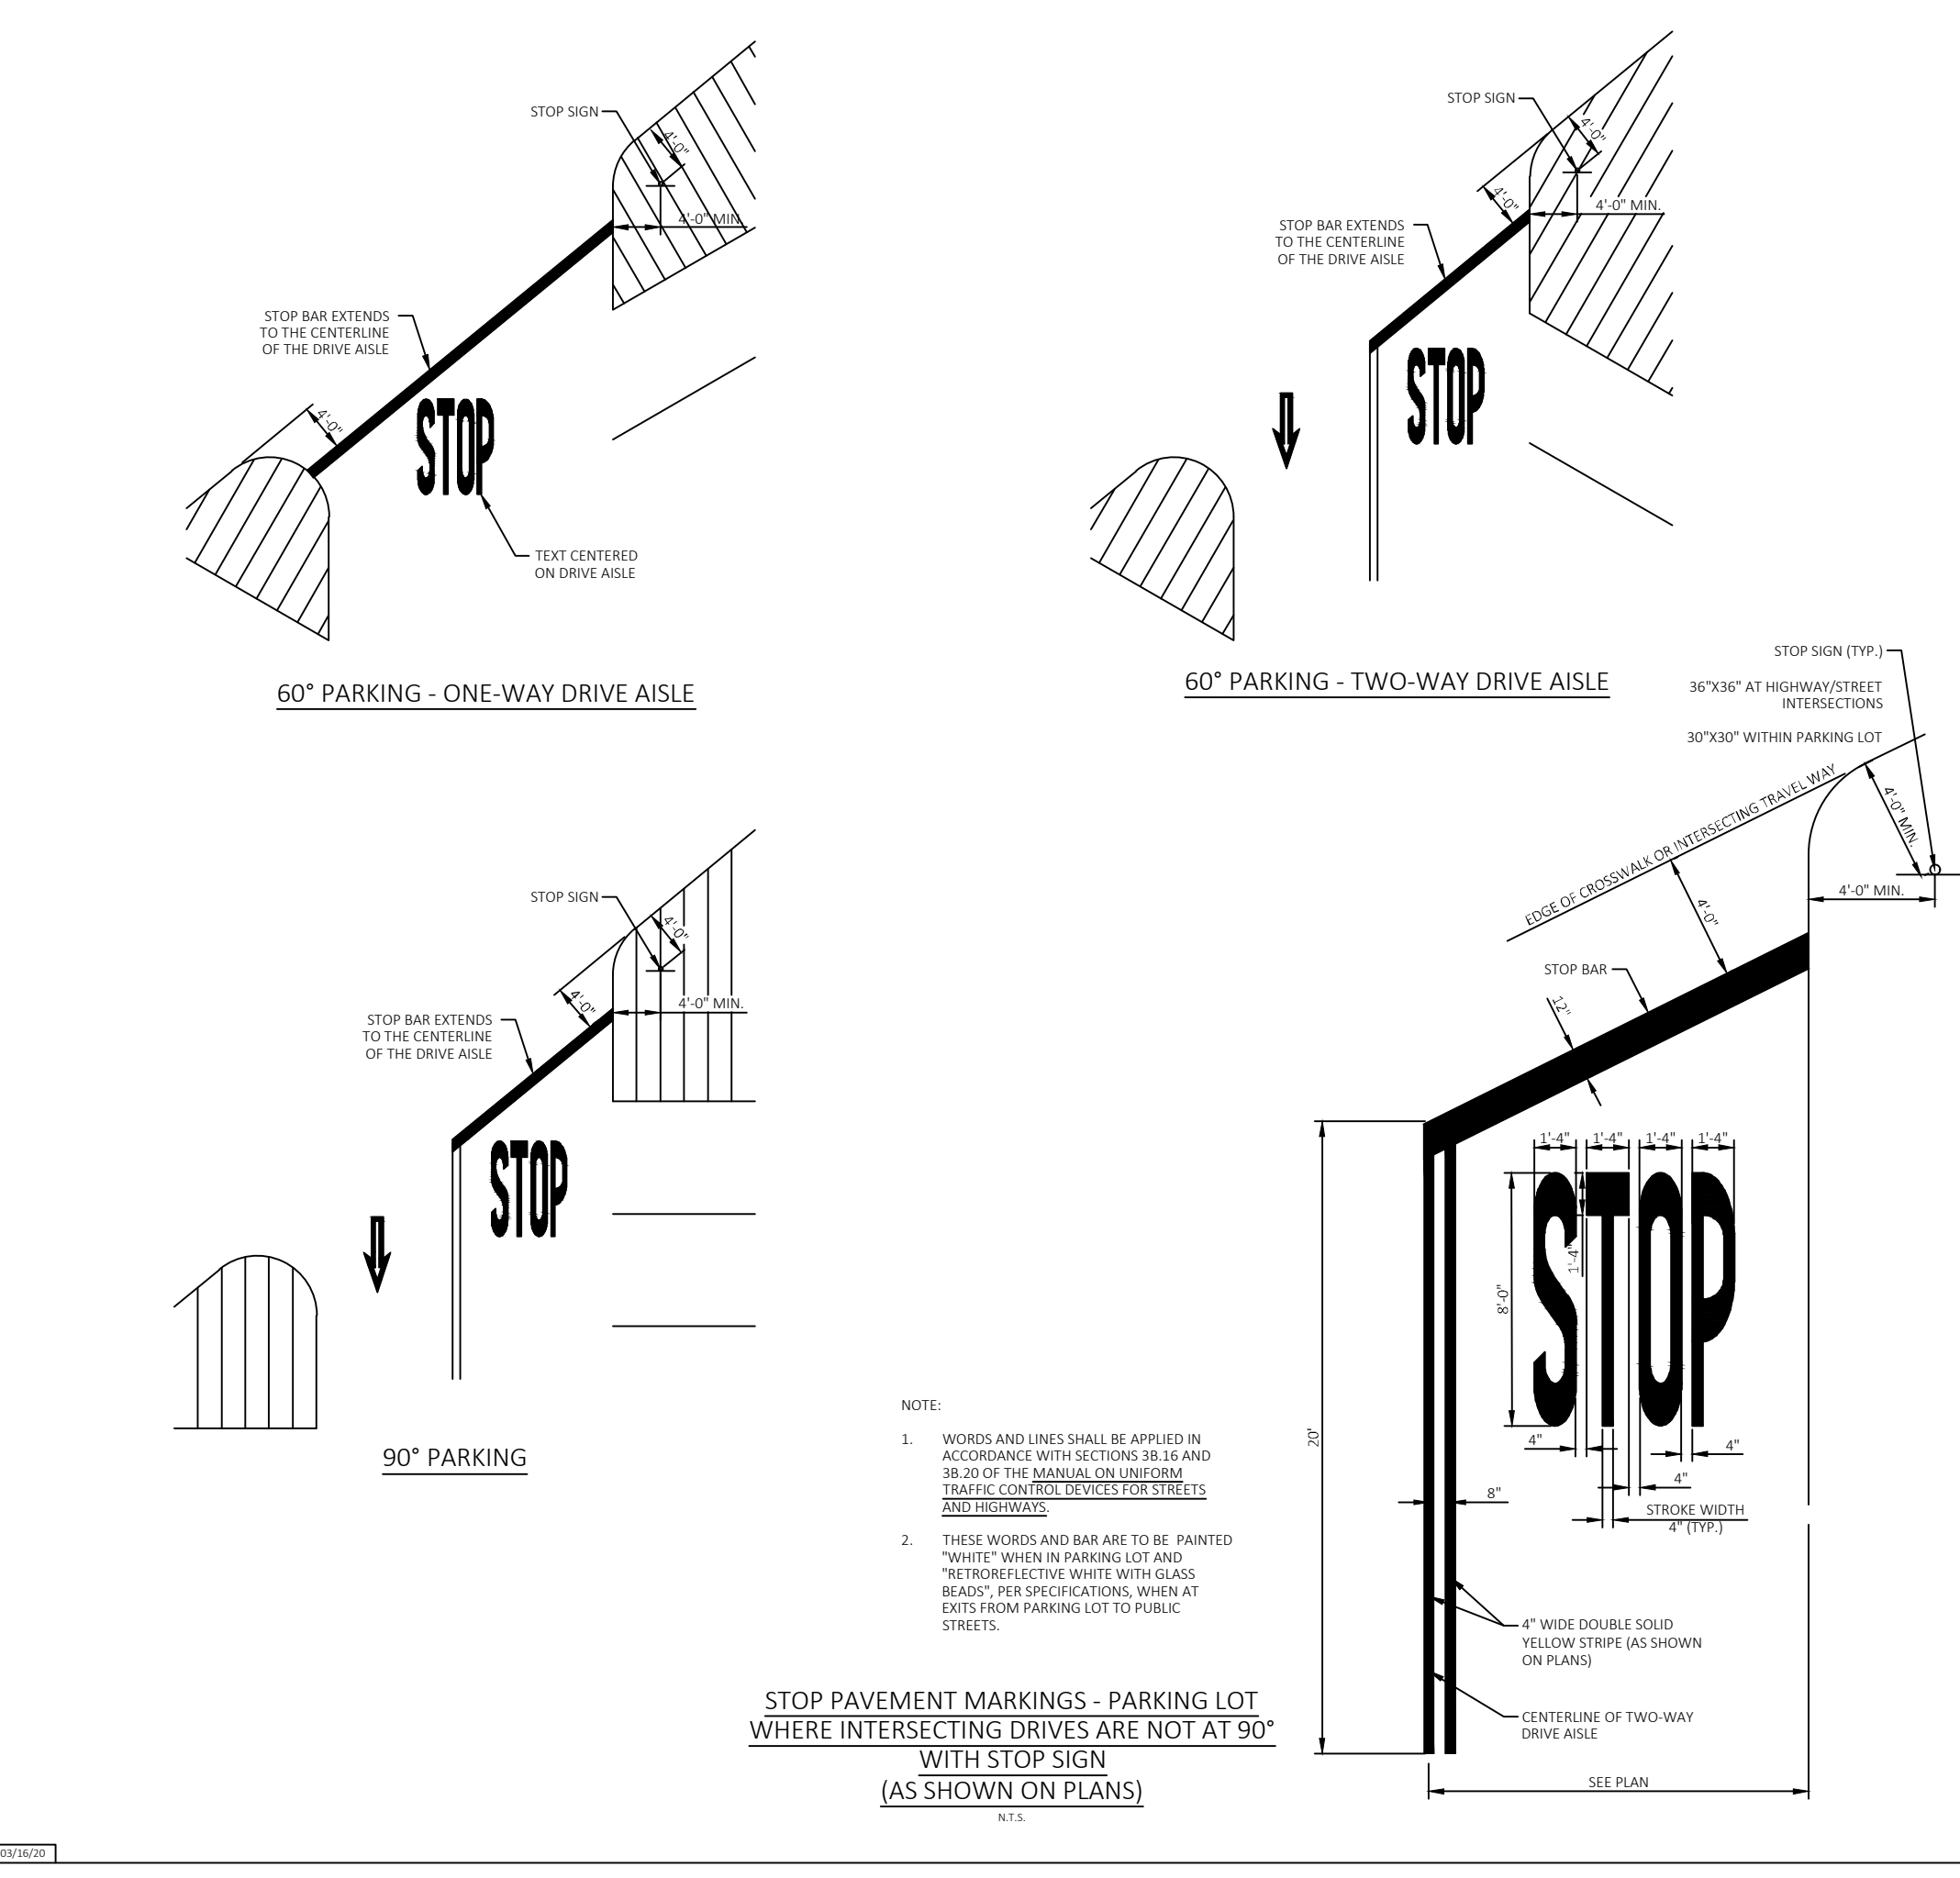 STOP SIGN
4'-0"
4'-0" MIN.
STOP BAR EXTENDS
TO THE CENTERLINE
OF THE DRIVE AISLE
4'-0"
STOP
TEXT CENTERED
ON DRIVE AISLE
60° PARKING - ONE-WAY DRIVE AISLE
STOP SIGN
4'-0"
4'-0"
4'-0" MIN.
STOP BAR EXTENDS
TO THE CENTERLINE
OF THE DRIVE AISLE
STOP
60° PARKING - TWO-WAY DRIVE AISLE
STOP SIGN
4'-0"
4'-0"
4'-0" MIN.
STOP BAR EXTENDS
TO THE CENTERLINE
OF THE DRIVE AISLE
STOP
90° PARKING
STOP SIGN (TYP.)
36"X36" AT HIGHWAY/STREET
INTERSECTIONS
30"X30" WITHIN PARKING LOT
EDGE OF CROSSWALK OR INTERSECTING TRAVEL WAY
4'-0" MIN.
4'-0" MIN.
4'-0"
STOP BAR
12"
1'-4" 1'-4" 1'-4" 1'-4"
1'-4"
8'-0"
STOP
4" 4"
4"
20'
8"
STROKE WIDTH
4" (TYP.)
4" WIDE DOUBLE SOLID
YELLOW STRIPE (AS SHOWN
ON PLANS)
CENTERLINE OF TWO-WAY
DRIVE AISLE
SEE PLAN
NOTE:
1. WORDS AND LINES SHALL BE APPLIED IN
ACCORDANCE WITH SECTIONS 3B.16 AND
3B.20 OF THE MANUAL ON UNIFORM
TRAFFIC CONTROL DEVICES FOR STREETS
AND HIGHWAYS.
2. THESE WORDS AND BAR ARE TO BE PAINTED
"WHITE" WHEN IN PARKING LOT AND
"RETROREFLECTIVE WHITE WITH GLASS
BEADS", PER SPECIFICATIONS, WHEN AT
EXITS FROM PARKING LOT TO PUBLIC
STREETS.
STOP PAVEMENT MARKINGS - PARKING LOT
WHERE INTERSECTING DRIVES ARE NOT AT 90°
WITH STOP SIGN
(AS SHOWN ON PLANS)
N.T.S.
03/16/20